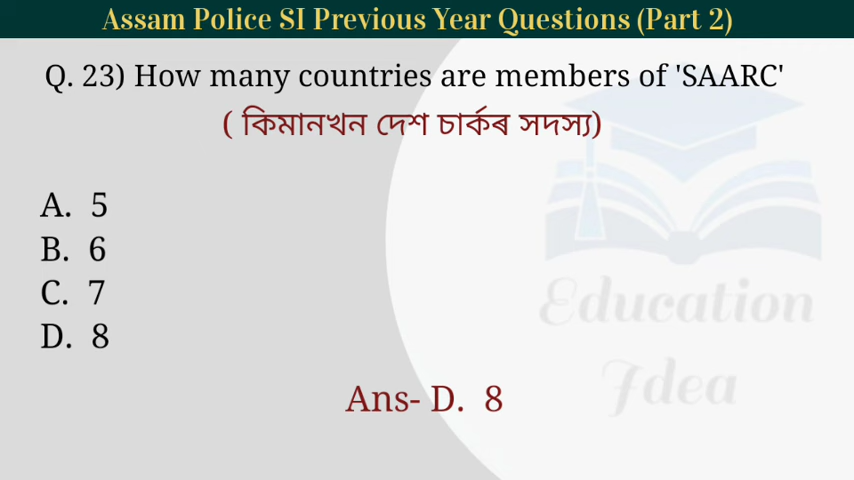 Assam Police SI Previous Year Questions (Part 2)
Q. 23) How many countries are members of 'SAARC'
( কিমানখন দেশ চাৰ্কৰ সদস্য)
A. 5
B. 6
C. 7
D. 8
Ans- D. 8
Education
Idea